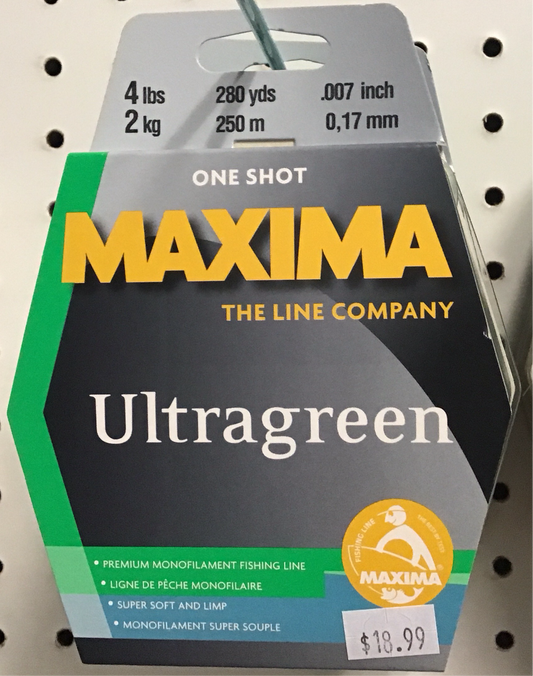 4 lbs 280 yds .007 inch
2 kg 250 m 0,17 mm
ONE SHOT
MAXIMA
THE LINE COMPANY
Ultragreen
• PREMIUM MONOFILAMENT FISHING LINE
• LIGNE DE PÊCHE MONOFILAIRE
• SUPER SOFT AND LIMP
• MONOFILAMENT SUPER SOUPLE
FISHING LINE
MAXIMA
$18.99